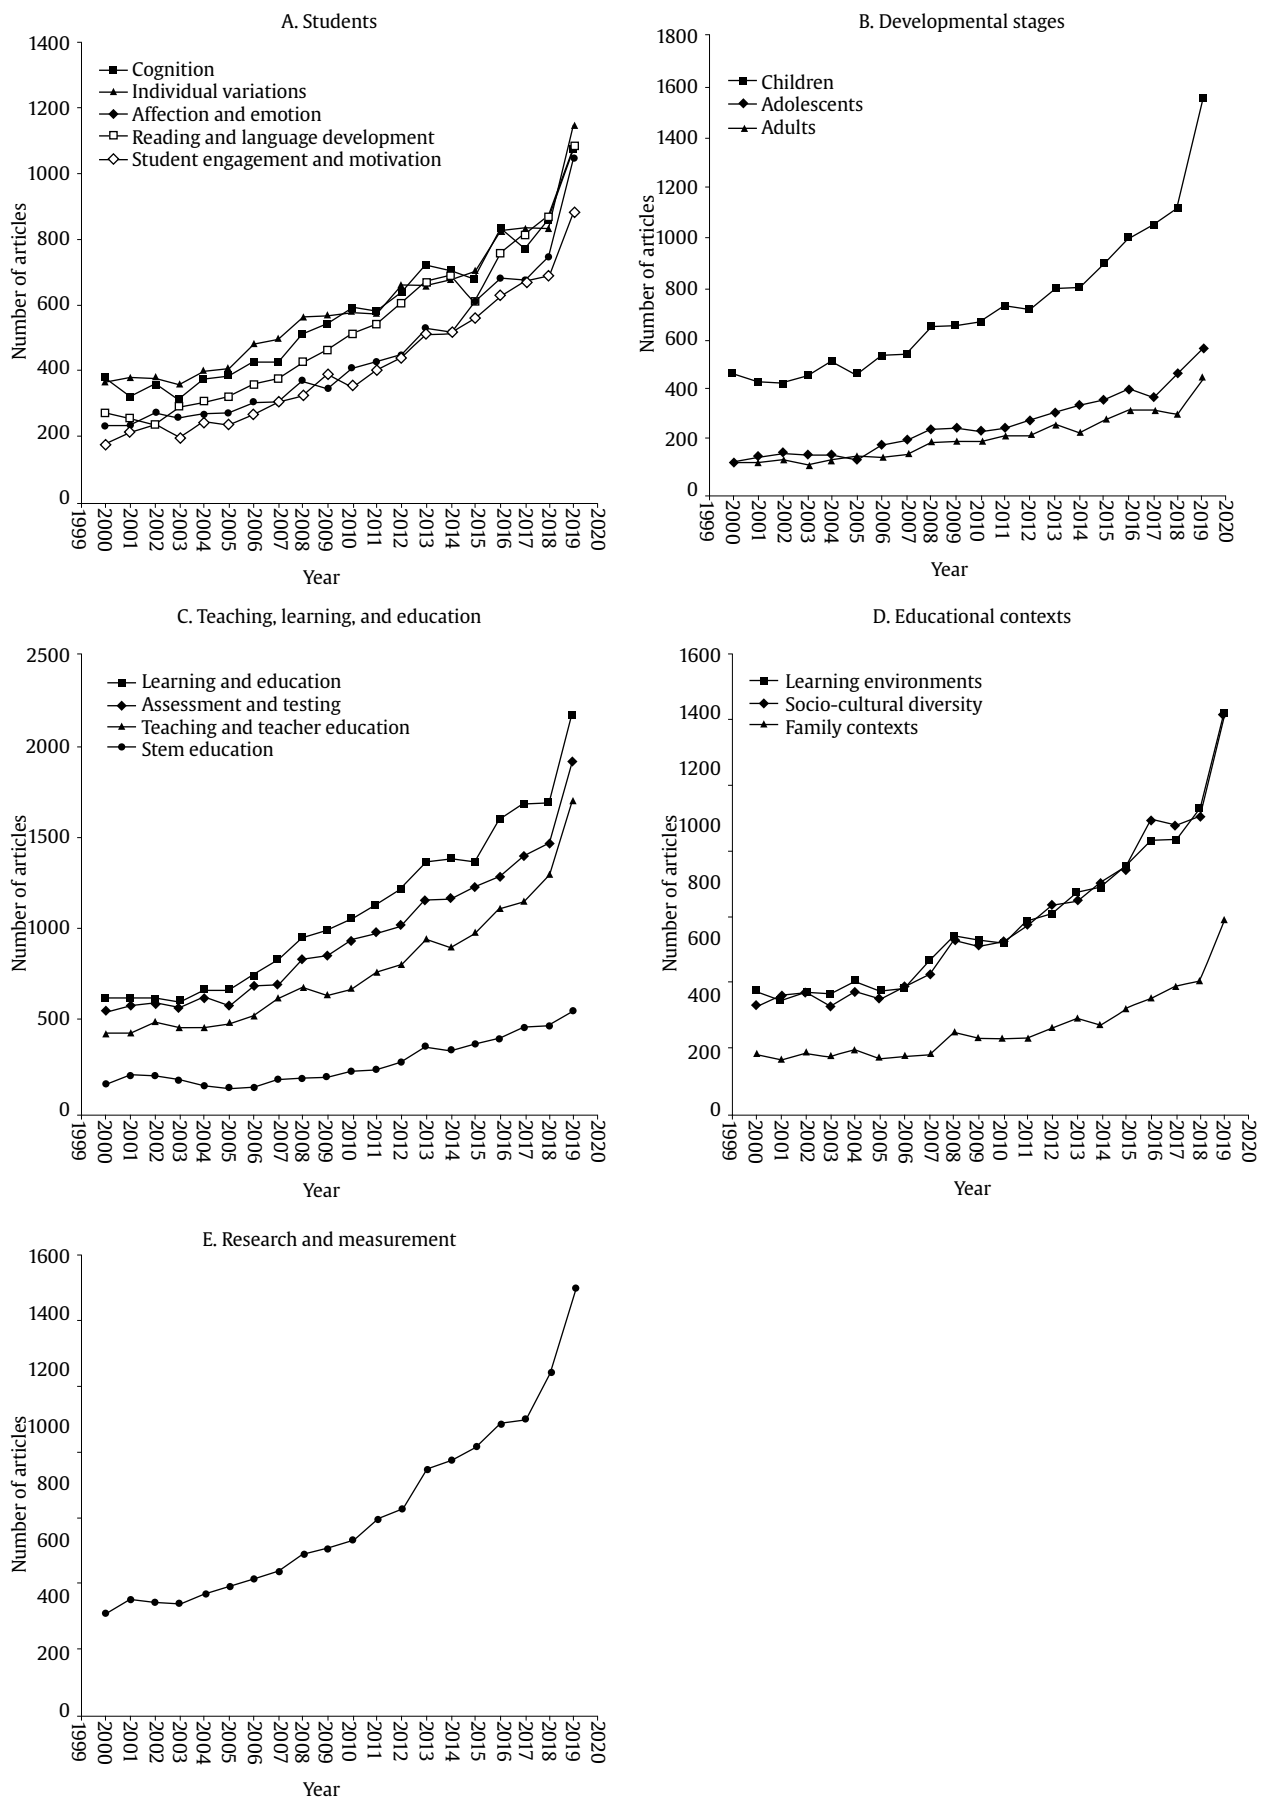 A. Students
1400
1200
1000
800
600
400
200
0
Number of articles
Cognition
Individual variations
Affection and emotion
Reading and language development
Student engagement and motivation
1999 2000 2001 2002 2003 2004 2005 2006 2007 2008 2009 2010 2011 2012 2013 2014 2015 2016 2017 2018 2019 2020
Year
B. Developmental stages
1800
1600
1400
1200
1000
800
600
400
200
0
Number of articles
Children
Adolescents
Adults
1999 2000 2001 2002 2003 2004 2005 2006 2007 2008 2009 2010 2011 2012 2013 2014 2015 2016 2017 2018 2019 2020
Year
C. Teaching, learning, and education
2500
2000
1500
1000
500
0
Number of articles
Learning and education
Assessment and testing
Teaching and teacher education
Stem education
1999 2000 2001 2002 2003 2004 2005 2006 2007 2008 2009 2010 2011 2012 2013 2014 2015 2016 2017 2018 2019 2020
Year
D. Educational contexts
1600
1400
1200
1000
800
600
400
200
0
Number of articles
Learning environments
Socio-cultural diversity
Family contexts
1999 2000 2001 2002 2003 2004 2005 2006 2007 2008 2009 2010 2011 2012 2013 2014 2015 2016 2017 2018 2019 2020
Year
E. Research and measurement
1600
1400
1200
1000
800
600
400
200
0
Number of articles
1999 2000 2001 2002 2003 2004 2005 2006 2007 2008 2009 2010 2011 2012 2013 2014 2015 2016 2017 2018 2019 2020
Year